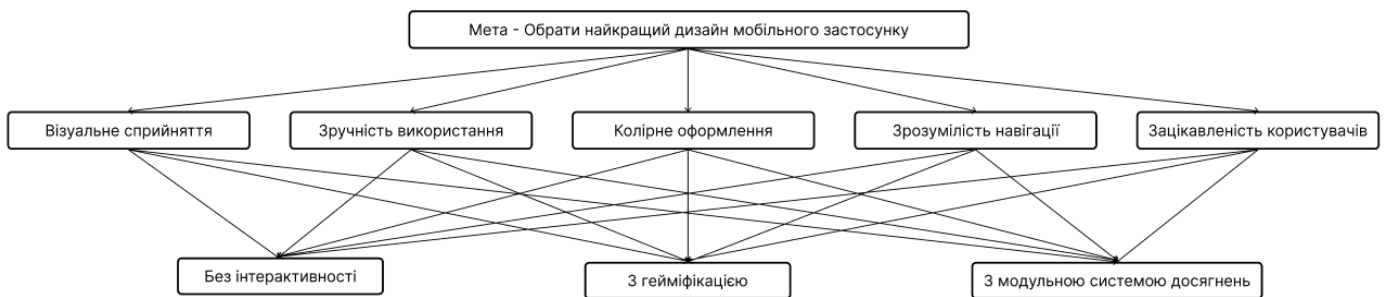 Мета - Обрати найкращий дизайн мобільного застосунку
Візуальне сприйняття
Зручність використання
Колірне оформлення
Зрозумілість навігації
Зацікавленість користувачів
Без інтерактивності
З гейміфікацією
З модульною системою досягнень